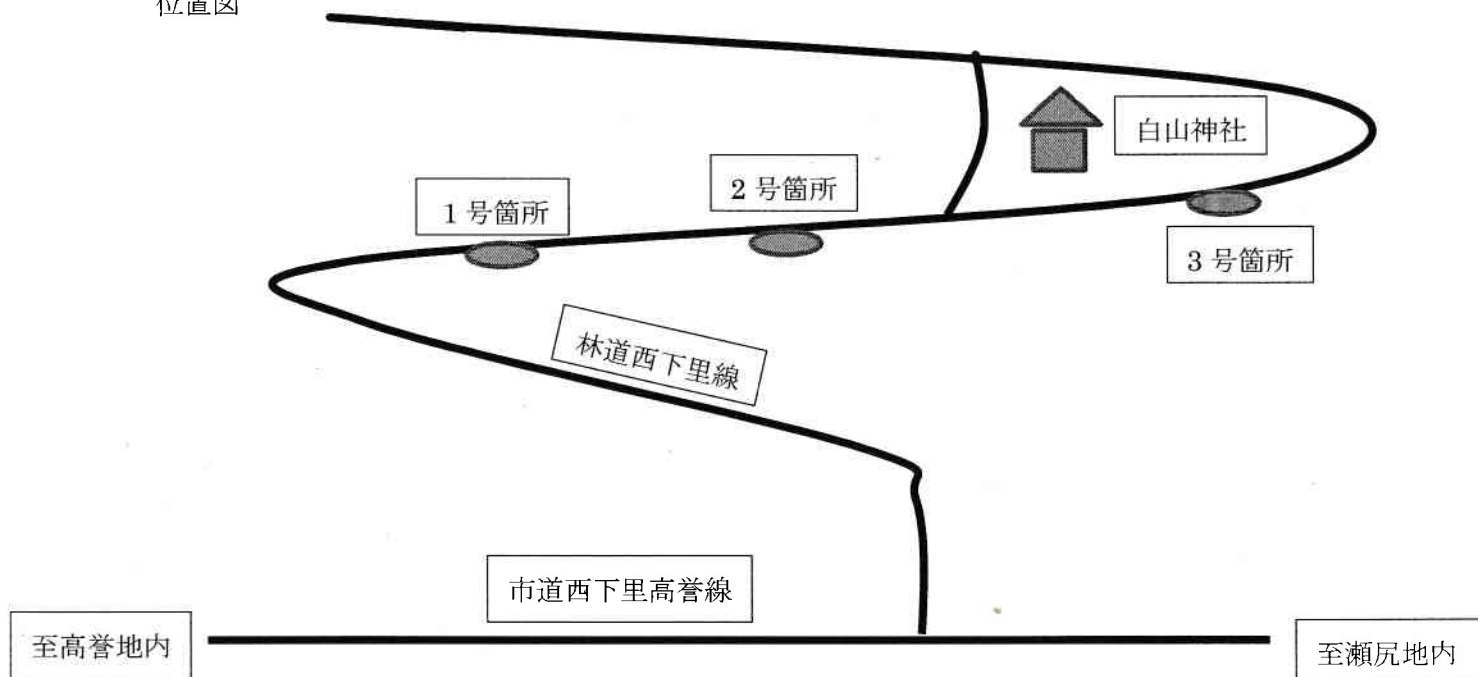 位置図
白山神社
2号箇所
1号箇所
3号箇所
林道西下里線
市道西下里高誉線
至高誉地内
至瀬尻地内